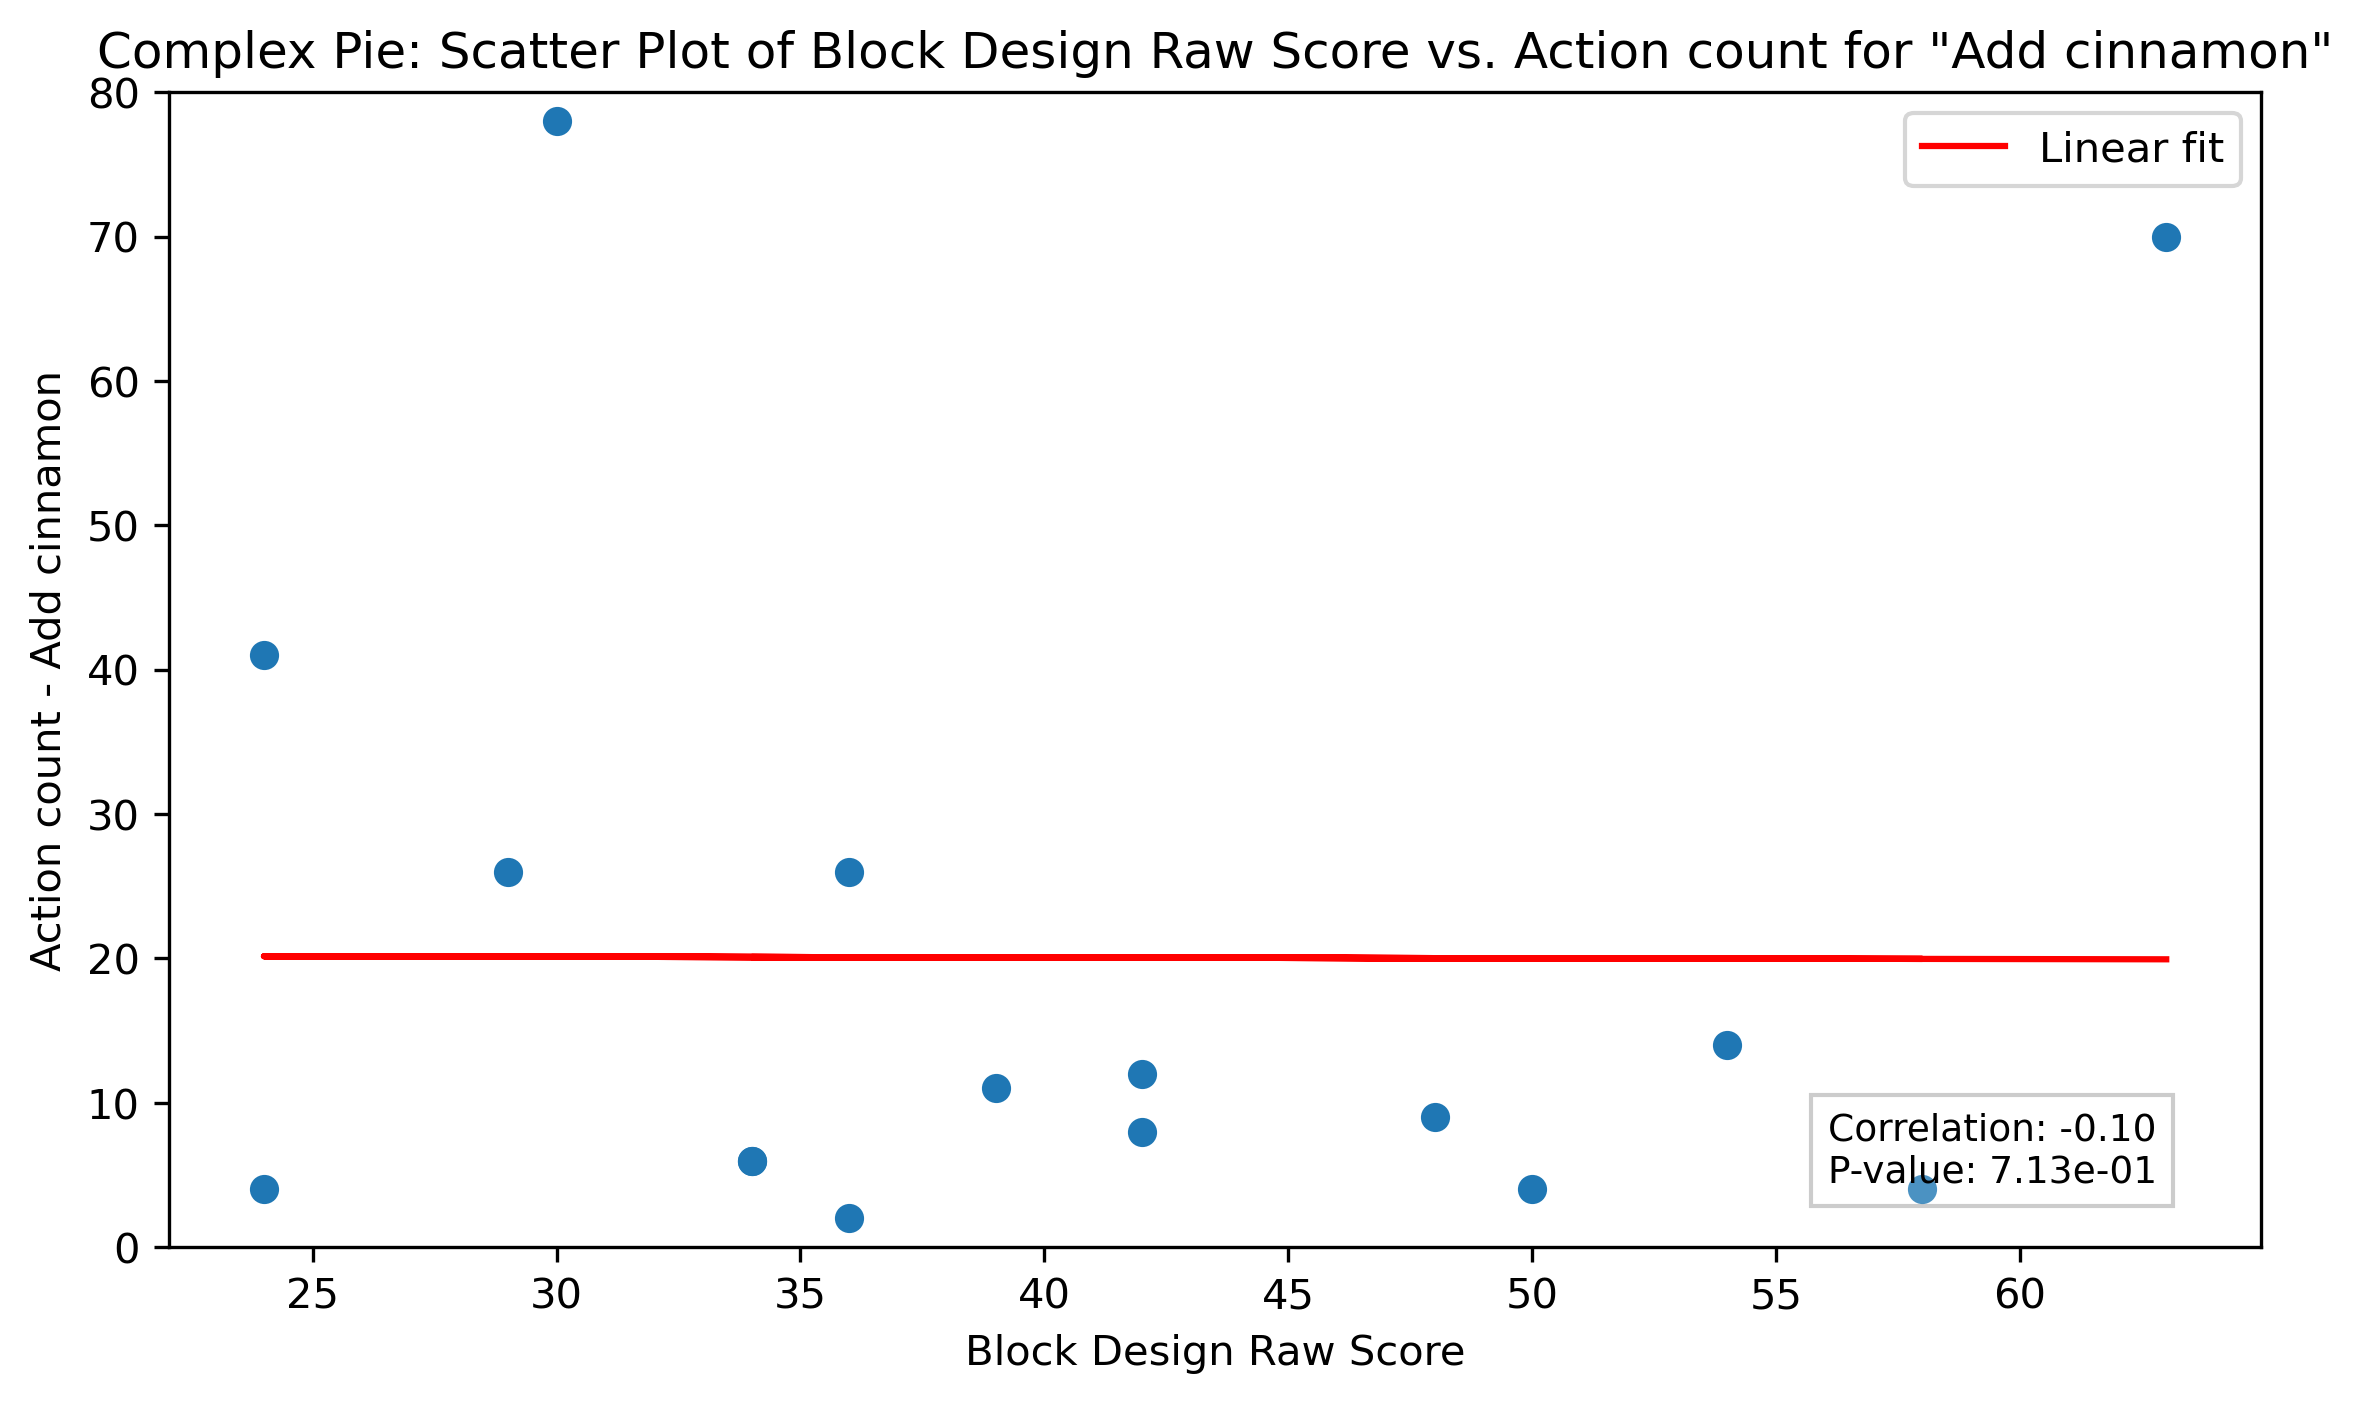 Complex Pie: Scatter Plot of Block Design Raw Score vs. Action count for "Add cinnamon"
80
70
60
50
40
30
20
10
0
Action count - Add cinnamon
Linear fit
Correlation: -0.10
P-value: 7.13e-01
25 30 35 40 45 50 55 60
Block Design Raw Score